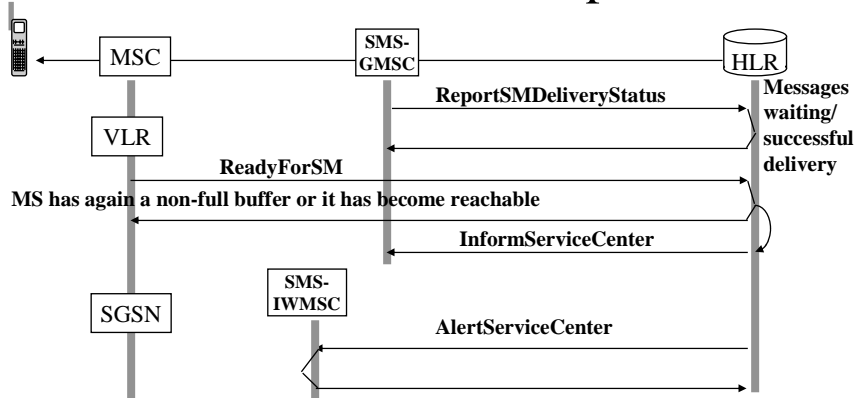 MSC
SMS-
GMSC
HLR
ReportSMDeliveryStatus
Messages
waiting/
successful
delivery
VLR
ReadyForSM
MS has again a non-full buffer or it has become reachable
InformServiceCenter
SMS-
IWMSC
SGSN
AlertServiceCenter